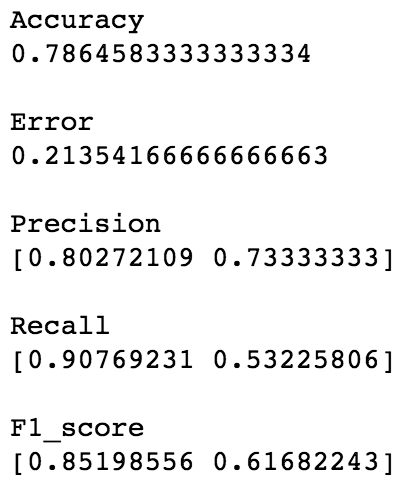 Accuracy
0.7864583333333334
Error
0.21354166666666663
Precision
[0.80272109 0.73333333]
Recall
[0.90769231 0.53225806]
F1_score
[0.85198556 0.61682243]